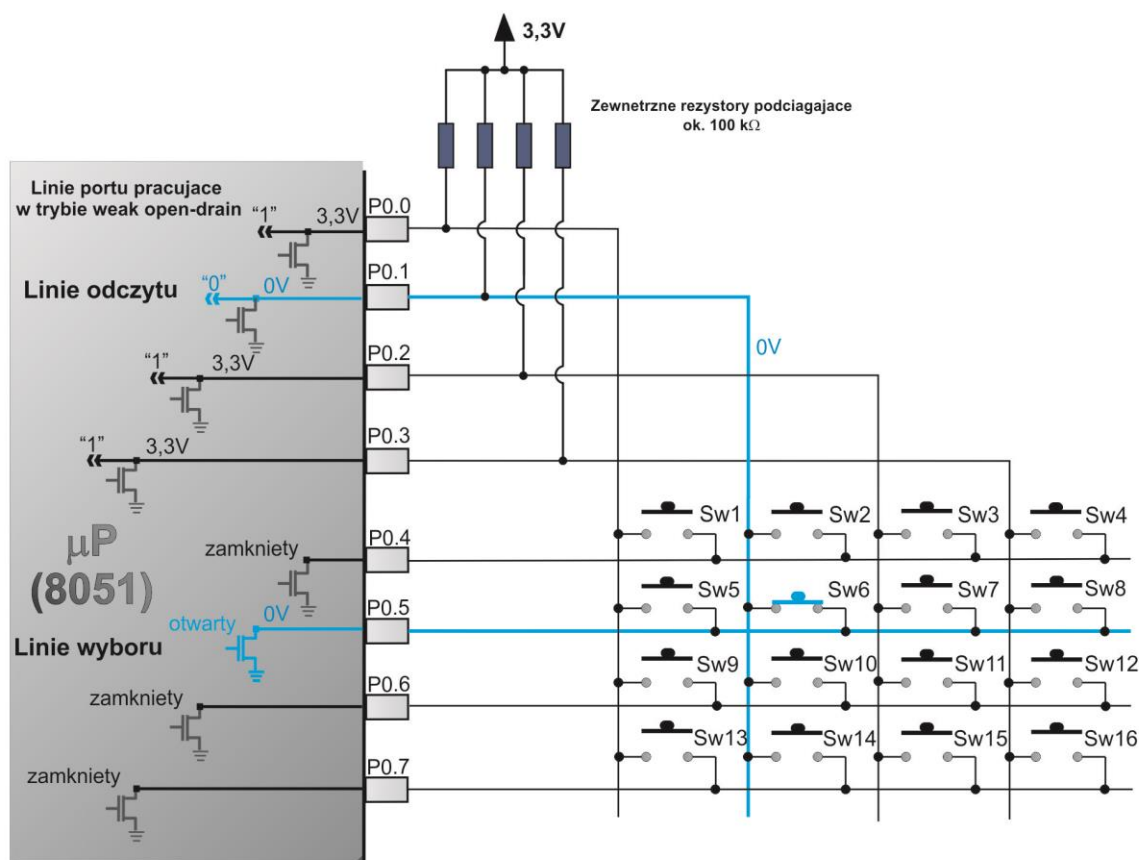 3,3V
Zewnetrzne rezystory podciagajace
ok. 100 kΩ
Linie portu pracujace
w trybie weak open-drain
“1”
3,3V
P0.0
Linie odczytu
“0”
0V
P0.1
“1”
3,3V
P0.2
0V
“1”
3,3V
P0.3
µP
(8051)
zamkniety
P0.4
Sw1
Sw2
Sw3
Sw4
otwarty
0V
P0.5
Linie wyboru
Sw5
Sw6
Sw7
Sw8
zamkniety
P0.6
Sw9
Sw10
Sw11
Sw12
zamkniety
P0.7
Sw13
Sw14
Sw15
Sw16